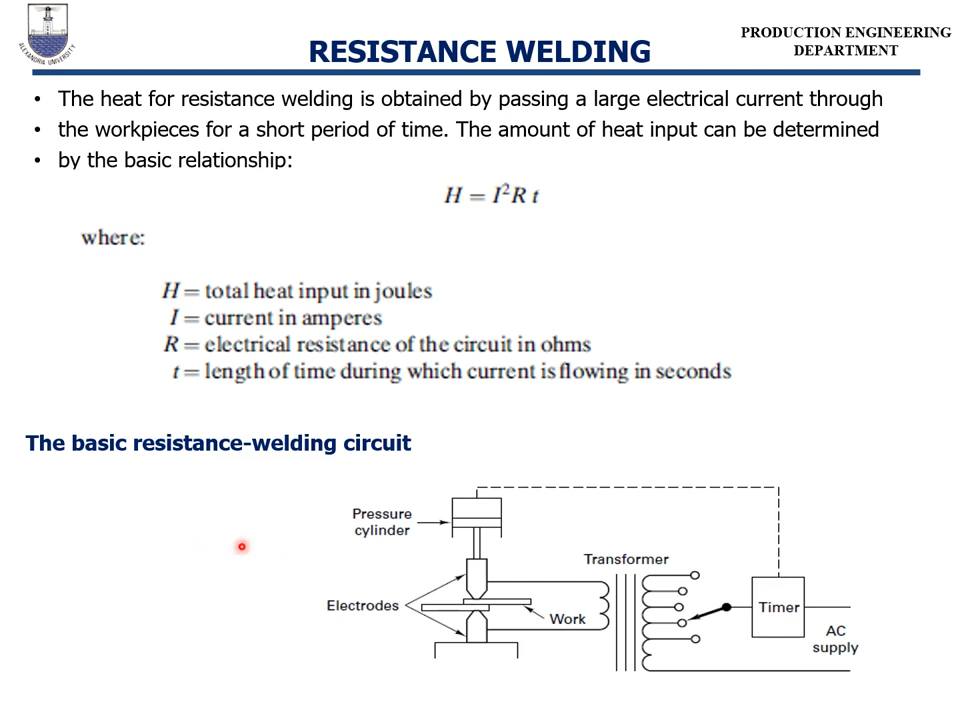 ALEXANDRIA UNIVERSITY
PRODUCTION ENGINEERING
DEPARTMENT
RESISTANCE WELDING
• The heat for resistance welding is obtained by passing a large electrical current through
• the workpieces for a short period of time. The amount of heat input can be determined
• by the basic relationship:
H = I²R t
where:
H = total heat input in joules
I = current in amperes
R = electrical resistance of the circuit in ohms
t = length of time during which current is flowing in seconds
The basic resistance-welding circuit
Pressure
cylinder
Transformer
Electrodes
Work
Timer
AC
supply